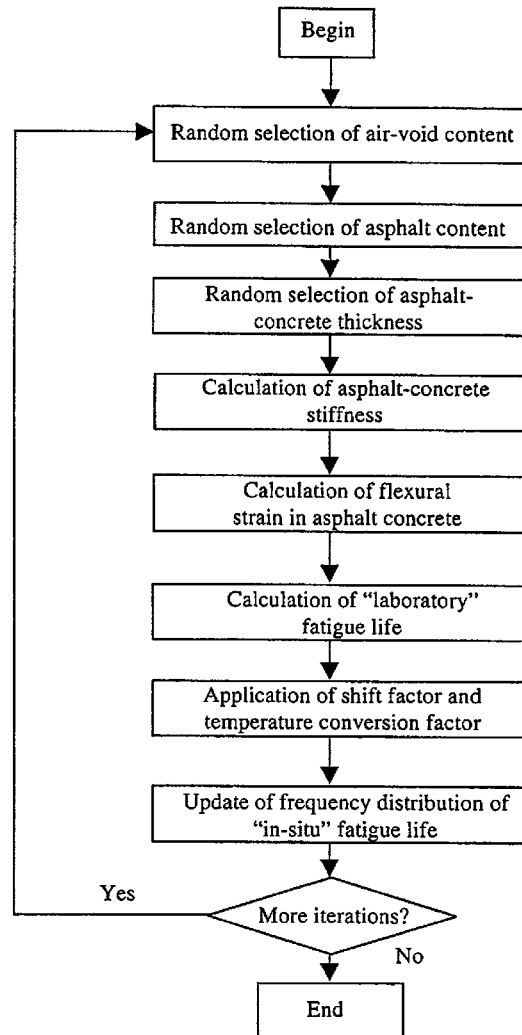 Begin
Random selection of air-void content
Random selection of asphalt content
Random selection of asphalt-
concrete thickness
Calculation of asphalt-concrete
stiffness
Calculation of flexural
strain in asphalt concrete
Calculation of “laboratory”
fatigue life
Application of shift factor and
temperature conversion factor
Update of frequency distribution of
“in-situ” fatigue life
Yes
More iterations?
No
End